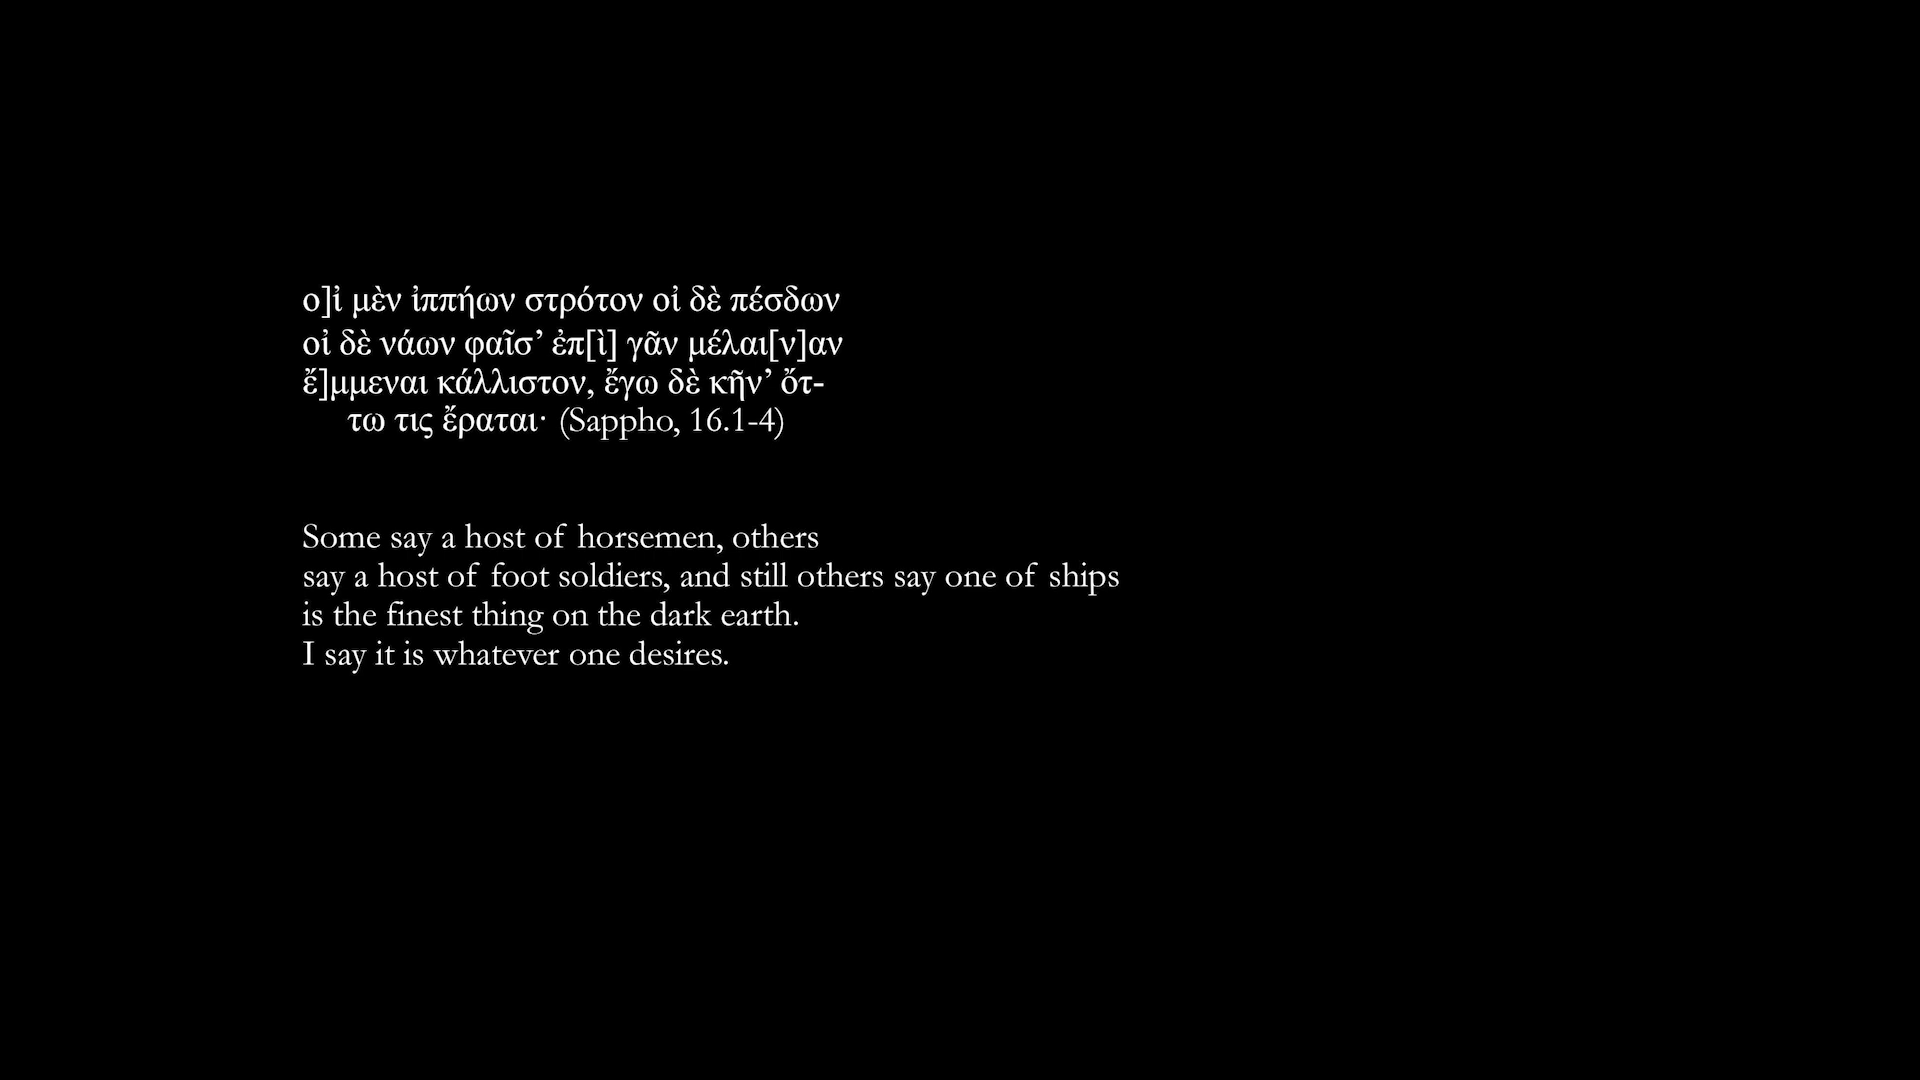 ο]ἰ μὲν ἰππήων στρότον οἰ δὲ πέσδων
οἰ δὲ νάων φαῖσ’ ἐπ[ὶ] γᾶν μέλαι[ν]αν
ἔ]μμεναι κάλλιστον, ἔγω δὲ κῆν’ ὄτ-
τω τις ἔραται· (Sappho, 16.1-4)
Some say a host of horsemen, others
say a host of foot soldiers, and still others say one of ships
is the finest thing on the dark earth.
I say it is whatever one desires.